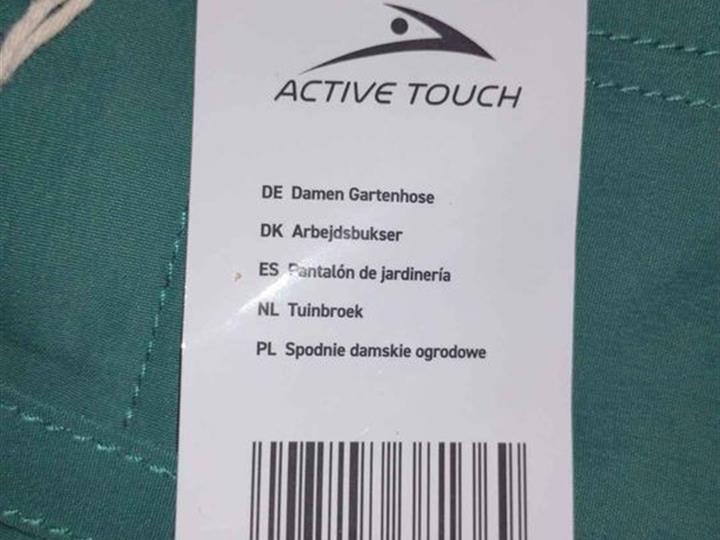 ACTIVE TOUCH
DE Damen Gartenhose
DK Arbejdsbukser
ES Pantalón de jardinería
NL Tuinbroek
PL Spodnie damskie ogrodowe